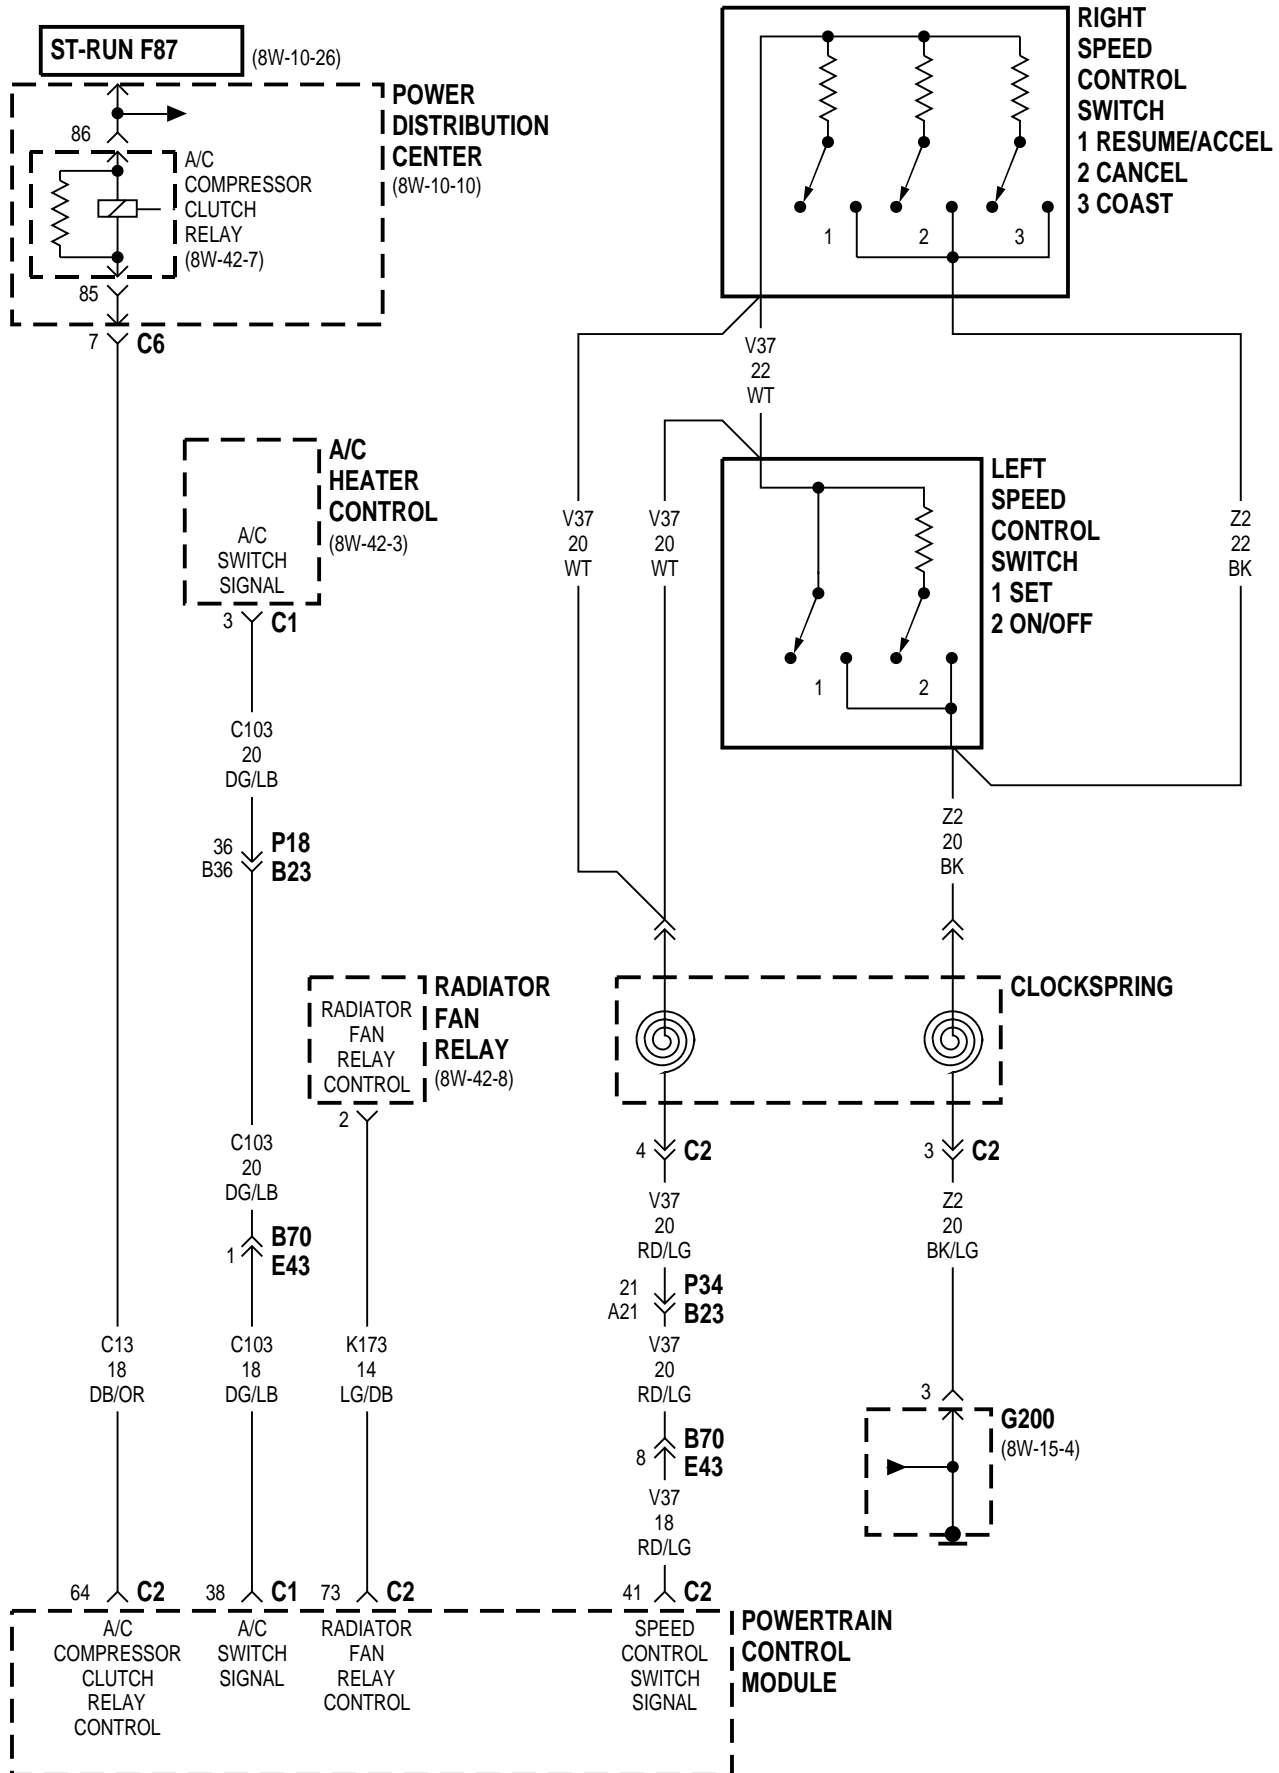 ST-RUN F87
(8W-10-26)
POWER
DISTRIBUTION
CENTER
(8W-10-10)
86
A/C
COMPRESSOR
CLUTCH
RELAY
(8W-42-7)
85
7
C6
RIGHT
SPEED
CONTROL
SWITCH
1 RESUME/ACCEL
2 CANCEL
3 COAST
1
2
3
V37
22
WT
A/C
HEATER
CONTROL
(8W-42-3)
A/C
SWITCH
SIGNAL
3
C1
LEFT
SPEED
CONTROL
SWITCH
1 SET
2 ON/OFF
1
2
V37
20
WT
V37
20
WT
Z2
22
BK
C103
20
DG/LB
36
P18
B36
B23
Z2
20
BK
RADIATOR
FAN
RELAY
(8W-42-8)
RADIATOR
FAN
RELAY
CONTROL
2
CLOCKSPRING
4
C2
3
C2
C103
20
DG/LB
1
B70
E43
V37
20
RD/LG
Z2
20
BK/LG
21
P34
A21
B23
C13
18
DB/OR
C103
18
DG/LB
K173
14
LG/DB
V37
20
RD/LG
8
B70
E43
3
G200
(8W-15-4)
V37
18
RD/LG
64
C2
38
C1
73
C2
41
C2
A/C
COMPRESSOR
CLUTCH
RELAY
CONTROL
A/C
SWITCH
SIGNAL
RADIATOR
FAN
RELAY
CONTROL
SPEED
CONTROL
SWITCH
SIGNAL
POWERTRAIN
CONTROL
MODULE